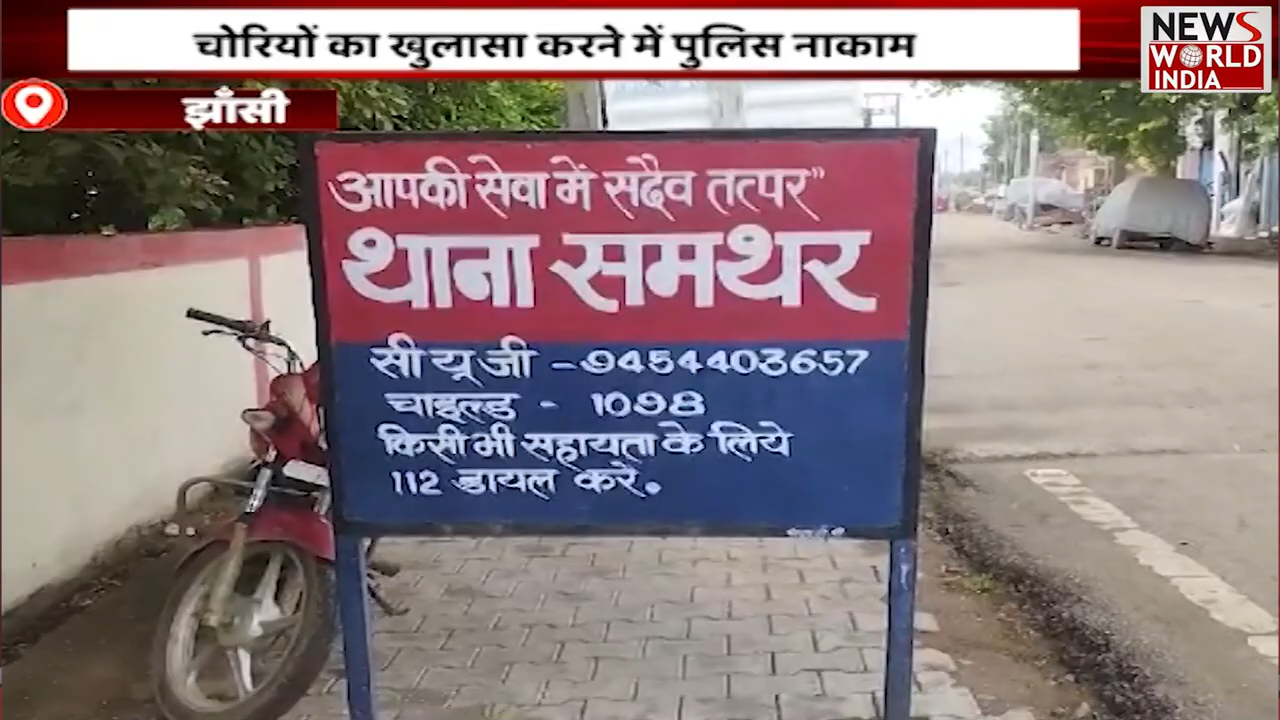 चोरियों का खुलासा करने में पुलिस नाकाम
NEWS
WORLD
INDIA
झाँसी
आपकी सेवा में सदैव तत्पर"
थाना समथर
सी यू जी - 9454403657
चाइल्ड - 1098
किसी भी सहायता के लिये
112 डायल करें.